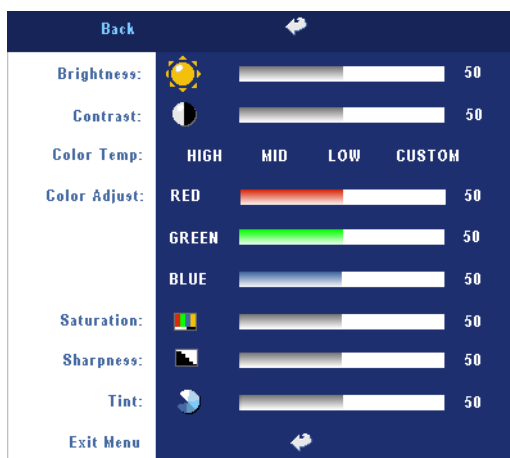 Back
Brightness: 50
Contrast: 50
Color Temp: HIGH MID LOW CUSTOM
Color Adjust: RED 50
GREEN 50
BLUE 50
Saturation: 50
Sharpness: 50
Tint: 50
Exit Menu